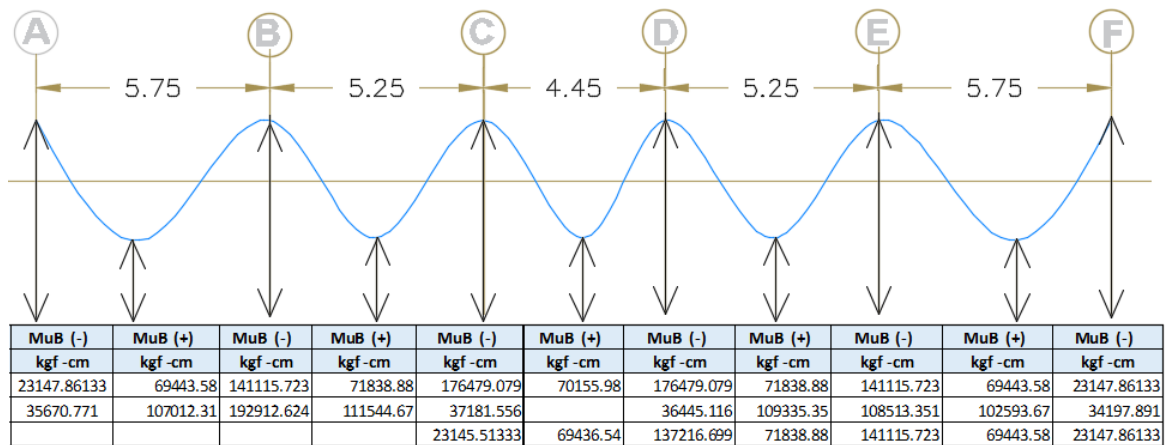 A B C D E F
5.75 5.25 4.45 5.25 5.75
MuB (-) MuB (+) MuB (-) MuB (+) MuB (-) MuB (+) MuB (-) MuB (+) MuB (-) MuB (+) MuB (-)
kgf -cm kgf -cm kgf -cm kgf -cm kgf -cm kgf -cm kgf -cm kgf -cm kgf -cm kgf -cm kgf -cm
23147.86133 69443.58 141115.723 71838.88 176479.079 70155.98 176479.079 71838.88 141115.723 69443.58 23147.86133
35670.771 107012.31 192912.624 111544.67 37181.556 36445.116 109335.35 108513.351 102593.67 34197.891
23145.51333 69436.54 137216.699 71838.88 141115.723 69443.58 23147.86133